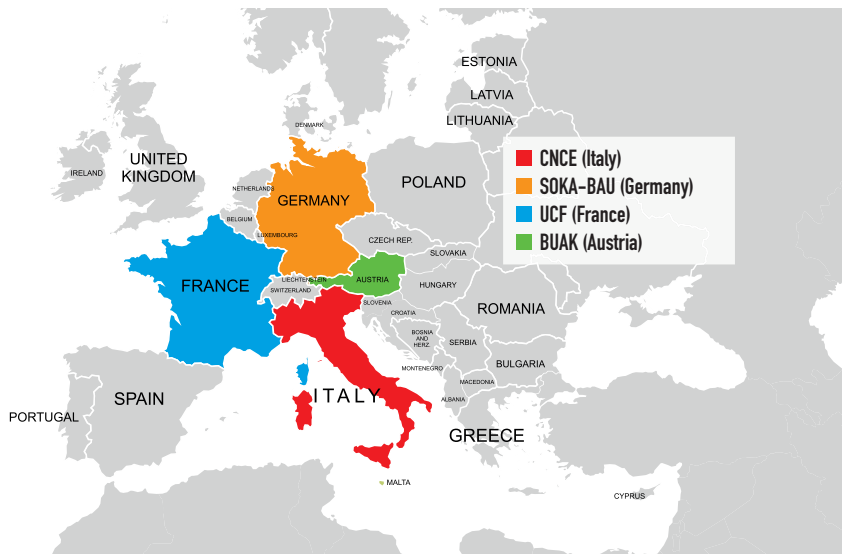 ESTONIA
LATVIA
LITHUANIA
DENMARK
UNITED
KINGDOM
IRELAND
NETHERLANDS
POLAND
GERMANY
BELGIUM
LUXEMBOURG
CNCE (Italy)
SOKA-BAU (Germany)
UCF (France)
BUAK (Austria)
CZECH REP.
SLOVAKIA
FRANCE
LIECHTENSTEIN
SWITZERLAND
AUSTRIA
HUNGARY
SLOVENIA
CROATIA
ROMANIA
BOSNIA
AND
HERZ.
SERBIA
MONTENEGRO
BULGARIA
MACEDONIA
ALBANIA
ITALY
SPAIN
PORTUGAL
GREECE
MALTA
CYPRUS